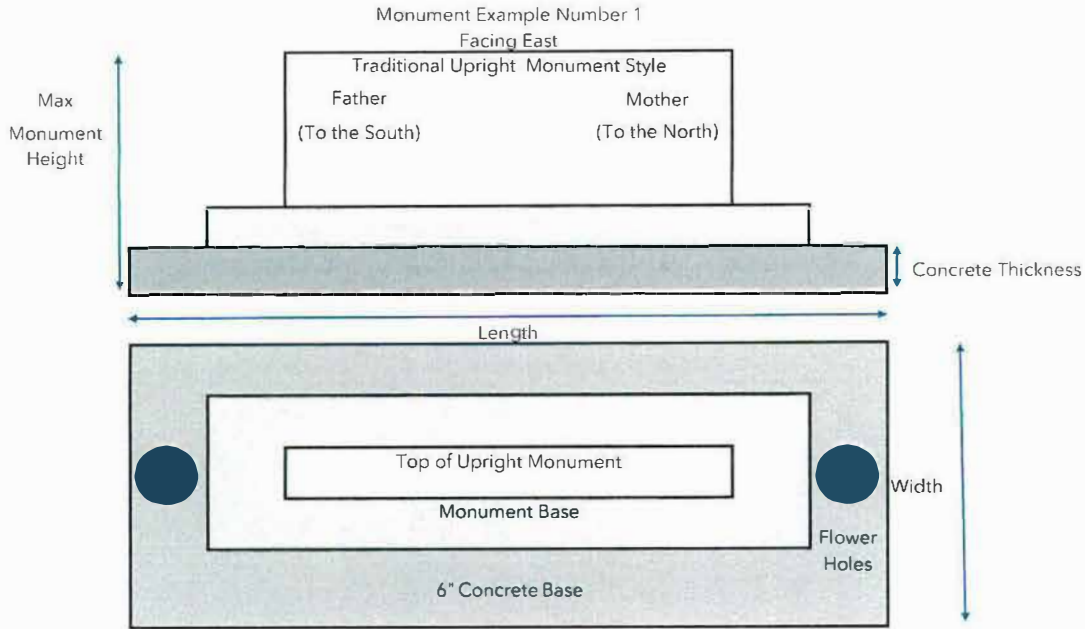 Monument Example Number 1
Facing East
Traditional Upright Monument Style
Father
Mother
(To the South)
(To the North)
Max
Monument
Height
Concrete Thickness
Length
Top of Upright Monument
Monument Base
Width
Flower
Holes
6" Concrete Base